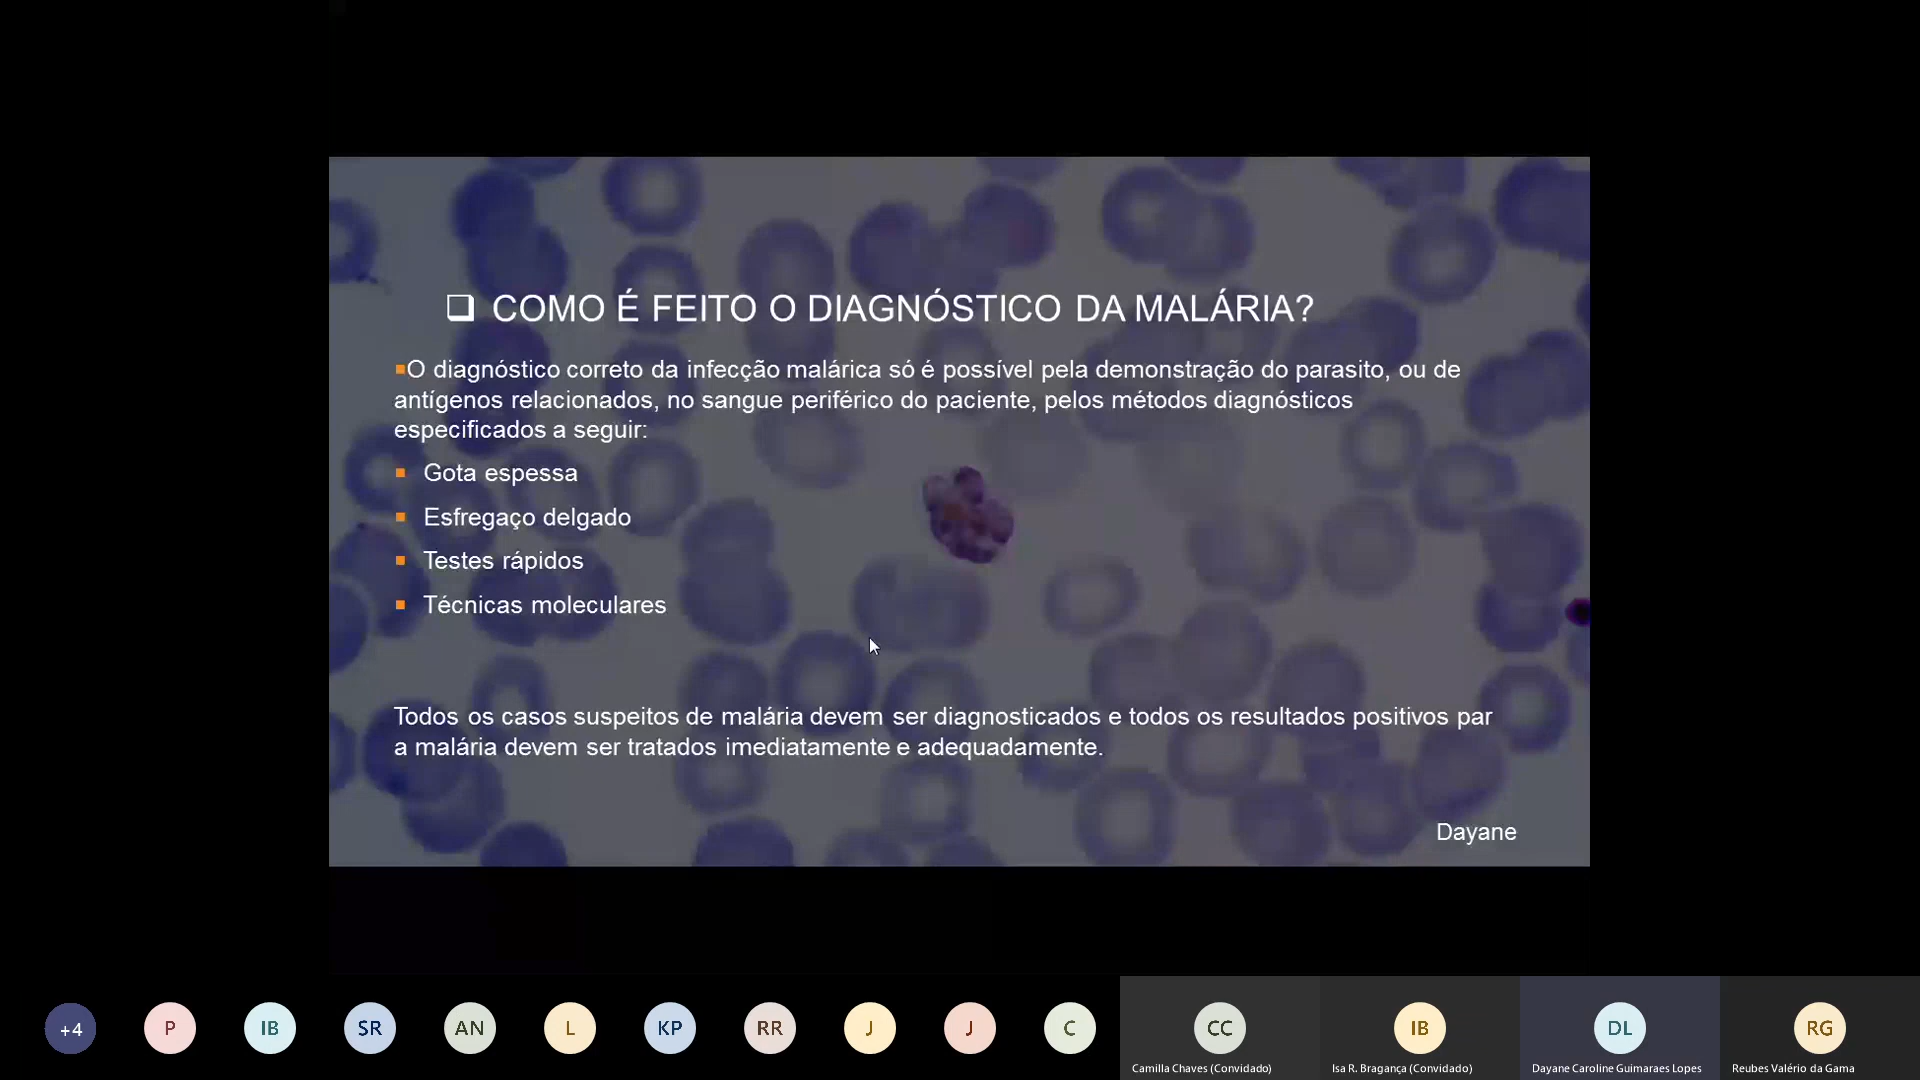 ❑ COMO É FEITO O DIAGNÓSTICO DA MALÁRIA?
▪O diagnóstico correto da infecção malárica só é possível pela demonstração do parasito, ou de
antígenos relacionados, no sangue periférico do paciente, pelos métodos diagnósticos
especificados a seguir:
▪ Gota espessa
▪ Esfregaço delgado
▪ Testes rápidos
▪ Técnicas moleculares
Todos os casos suspeitos de malária devem ser diagnosticados e todos os resultados positivos par
a malária devem ser tratados imediatamente e adequadamente.
Dayane
+4 P IB SR AN L KP RR J J C CC IB DL RG
Camilla Chaves (Convidado) Isa R. Bragança (Convidado) Dayane Caroline Guimaraes Lopes Reubes Valério da Gama